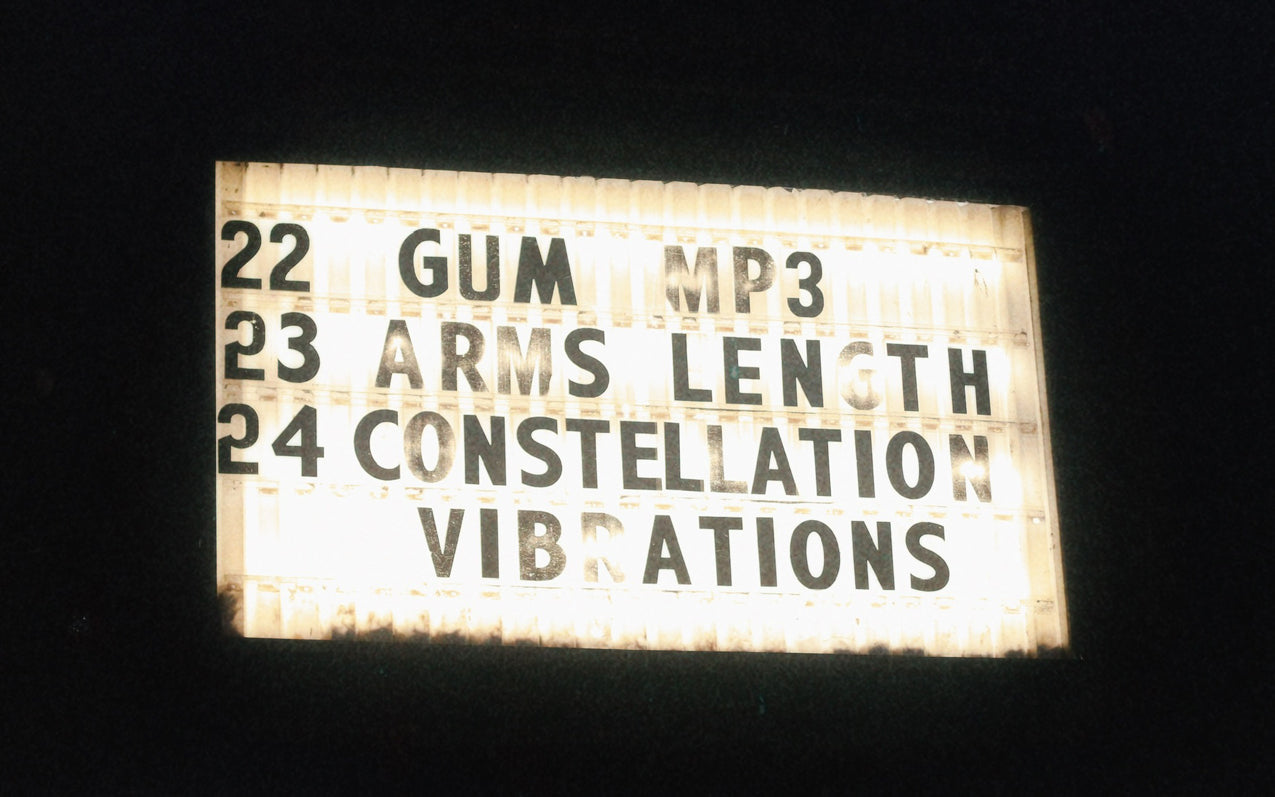 22 GUM MP3
23 ARMS LENGTH
24 CONSTELLATION
VIBRATIONS